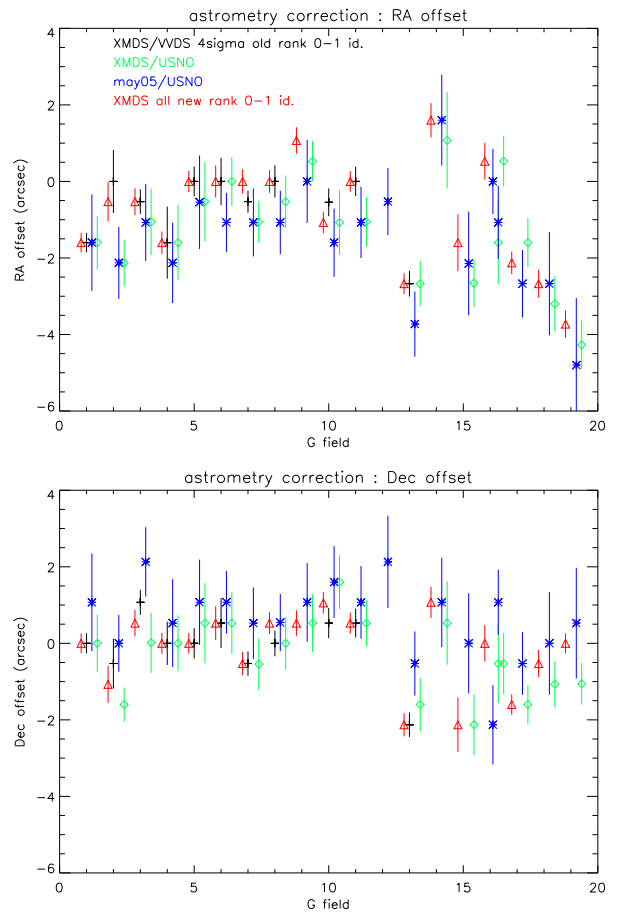 astrometry correction : RA offset
XMDS/VVDS 4sigma old rank 0-1 id.
XMDS/USNO
may05/USNO
XMDS all new rank 0-1 id.
RA offset (arcsec)
4
2
0
-2
-4
-6
0 5 10 15 20
G field
astrometry correction : Dec offset
Dec offset (arcsec)
4
2
0
-2
-4
-6
0 5 10 15 20
G field